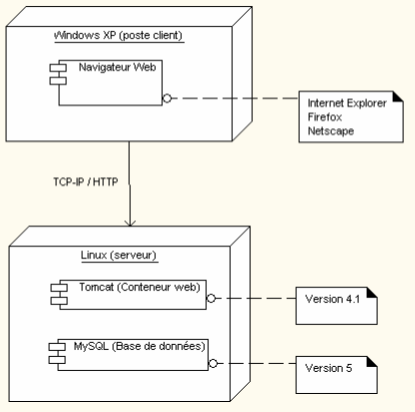 Windows XP (poste client)
Navigateur Web
Internet Explorer
Firefox
Netscape
TCP-IP / HTTP
Linux (serveur)
Tomcat (Conteneur web)
Version 4.1
MySQL (Base de données)
Version 5